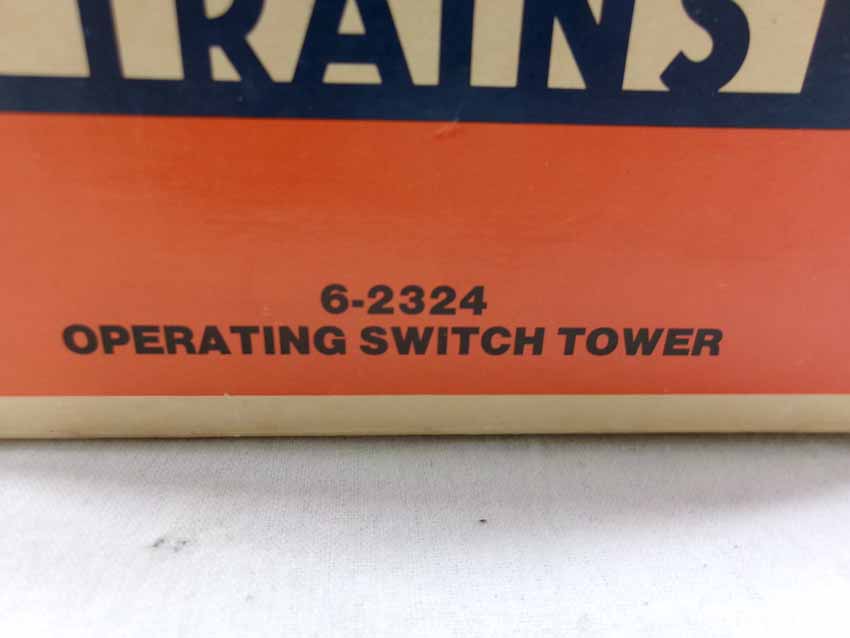 TRAINS
6-2324
OPERATING SWITCH TOWER